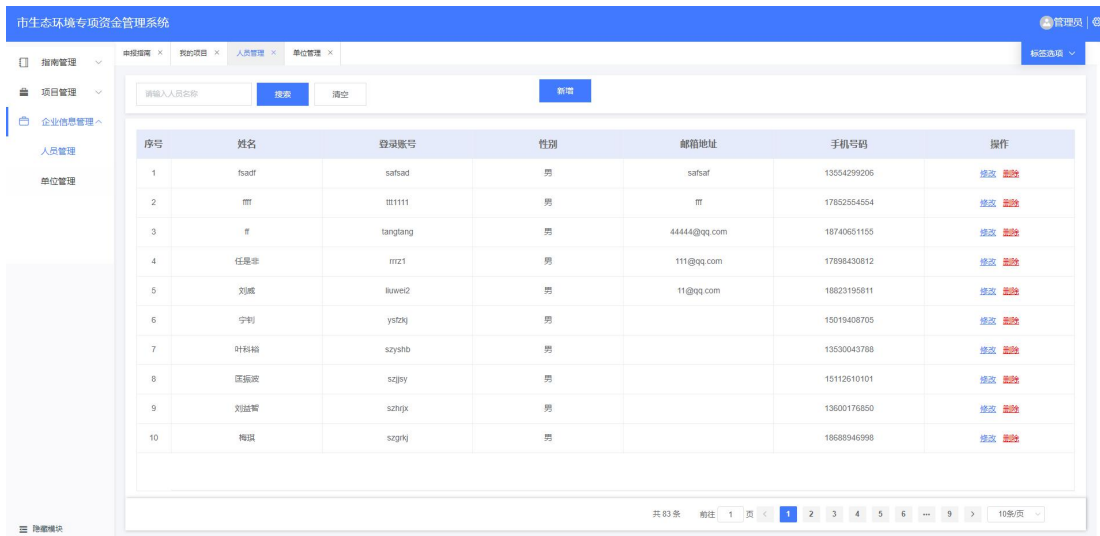 市生态环境专项资金管理系统
管理员
指南管理
项目管理
企业信息管理
人员管理
单位管理
隐藏模块
申报指南 × 我的项目 × 人员管理 × 单位管理 ×
标签选项
请输入人员名称 搜索 清空 新增
序号 姓名 登录账号 性别 邮箱地址 手机号码 操作
1 fsadf safsad 男 safsaf 13554299206 修改 删除
2 ffff ttt1111 男 fff 17852554554 修改 删除
3 ff tangtang 男 44444@qq.com 18740651155 修改 删除
4 任是非 rrrz1 男 111@qq.com 17898430812 修改 删除
5 刘威 liuwei2 男 11@qq.com 18823195811 修改 删除
6 宁钊 ysfzkj 男 15019408705 修改 删除
7 叶科裕 szyshb 男 13530043788 修改 删除
8 匡振波 szjjsy 男 15112610101 修改 删除
9 刘益智 szhrjx 男 13600176850 修改 删除
10 梅琪 szgrkj 男 18688946998 修改 删除
共 83 条 前往 1 页 < 1 2 3 4 5 6 ... 9 > 10条/页